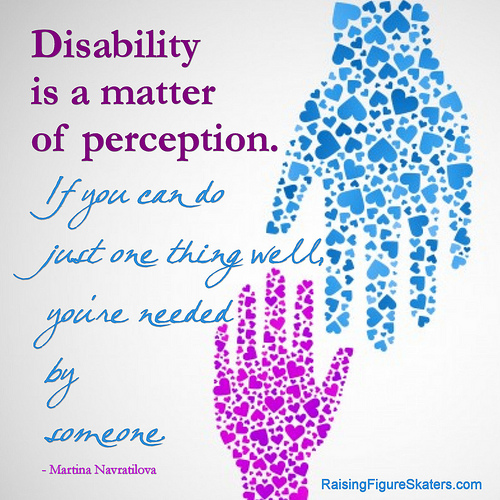 Disability
is a matter
of perception.
If you can do
just one thing well,
you're needed
by
someone.
- Martina Navratilova
RaisingFigureSkaters.com